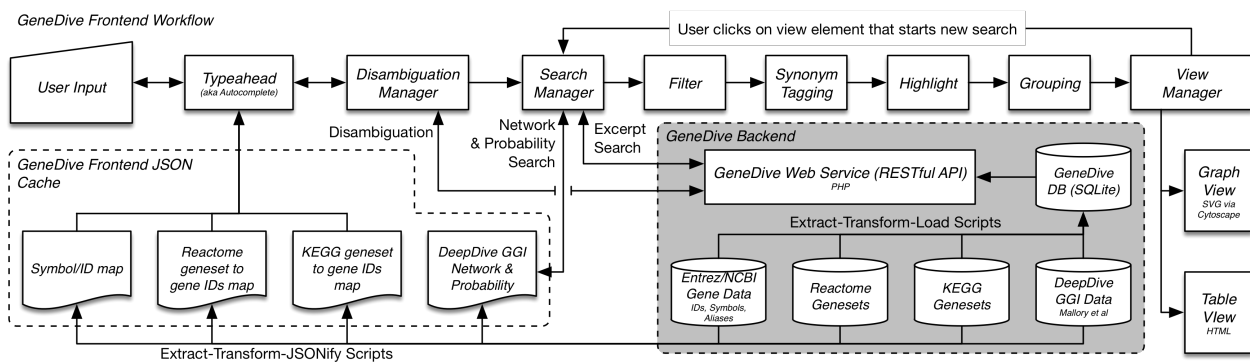 GeneDive Frontend Workflow
User clicks on view element that starts new search
User Input
Typeahead
(aka Autocomplete)
Disambiguation
Manager
Search
Manager
Filter
Synonym
Tagging
Highlight
Grouping
View
Manager
Disambiguation
Network
& Probability
Search
Excerpt
Search
GeneDive Backend
GeneDive Web Service (RESTful API)
PHP
GeneDive
DB (SQLite)
Graph
View
SVG via
Cytoscape
GeneDive Frontend JSON
Cache
Extract-Transform-Load Scripts
Symbol/ID map
Reactome
geneset to
gene IDs map
KEGG geneset
to gene IDs
map
DeepDive GGI
Network &
Probability
Entrez/NCBI
Gene Data
IDs, Symbols,
Aliases
Reactome
Genesets
KEGG
Genesets
DeepDive
GGI Data
Mallory et al
Table
VIew
HTML
Extract-Transform-JSONify Scripts